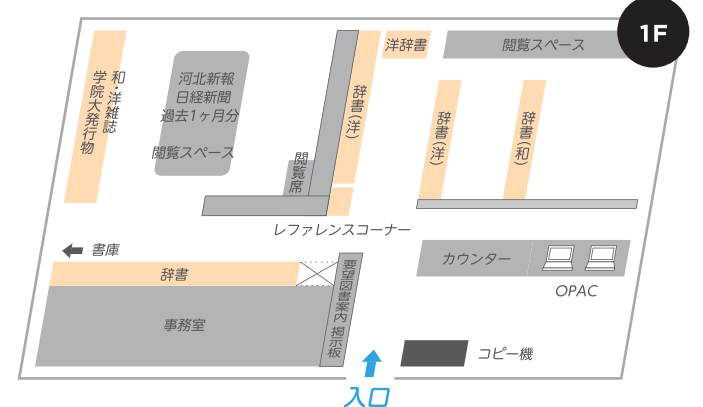 1F
洋辞書
閲覧スペース
和・洋雑誌
学院大発行物
河北新報
日経新聞
過去1ヶ月分
閲覧スペース
辞書(洋)
辞書(洋)
辞書(和)
閲覧席
レファレンスコーナー
書庫
辞書
要望図書案内 掲示板
カウンター
OPAC
事務室
コピー機
入口